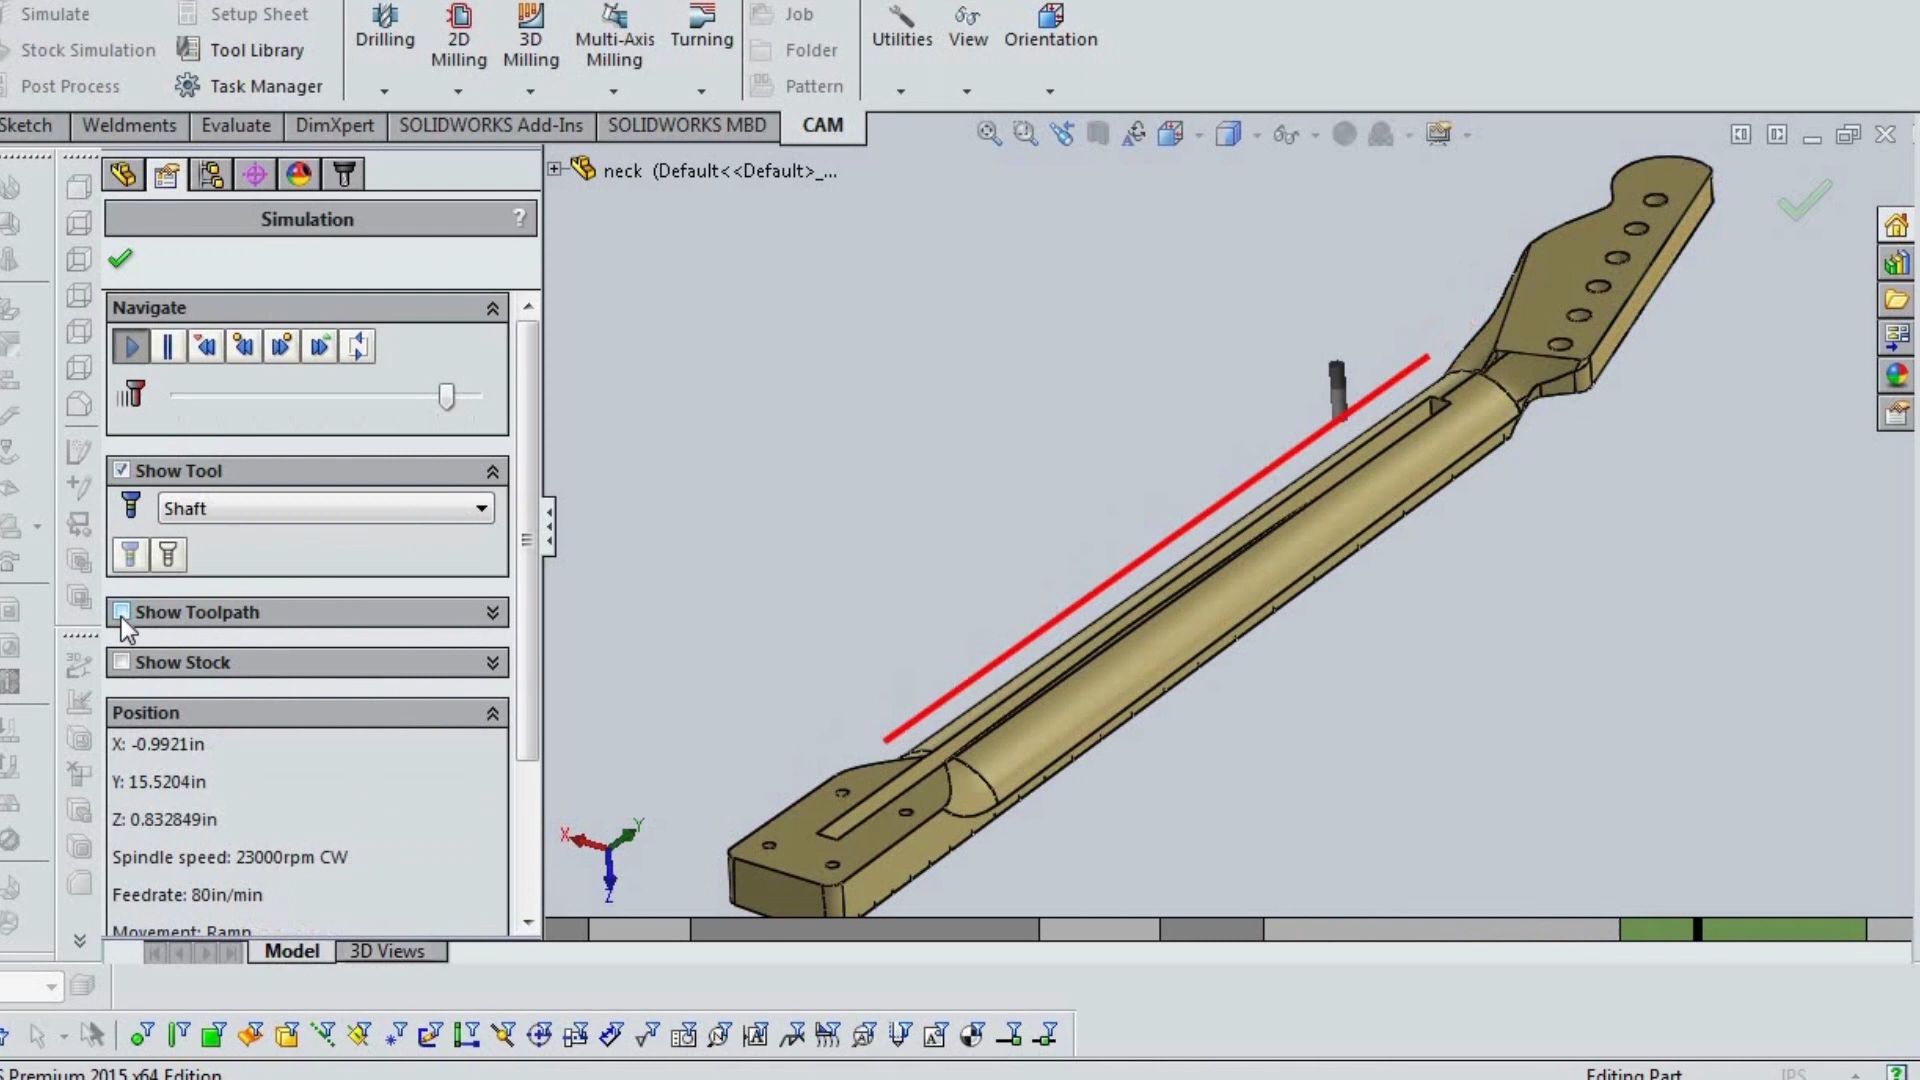 Simulate
Setup Sheet
Stock Simulation
Tool Library
Post Process
Task Manager
Drilling
2D
Milling
3D
Milling
Multi-Axis
Milling
Turning
Job
Folder
Pattern
Utilities
View
Orientation
Sketch
Weldments
Evaluate
DimXpert
SOLIDWORKS Add-Ins
SOLIDWORKS MBD
CAM
neck (Default<<Default>_...
Simulation
?
Navigate
Show Tool
Shaft
Show Toolpath
Show Stock
Position
X: -0.9921in
Y: 15.5204in
Z: 0.832849in
Spindle speed: 23000rpm CW
Feedrate: 80in/min
Movement: Ramp
X
Y
Z
3D
Model
3D Views
S Premium 2015 x64 Edition
Editing Part
IPS
?